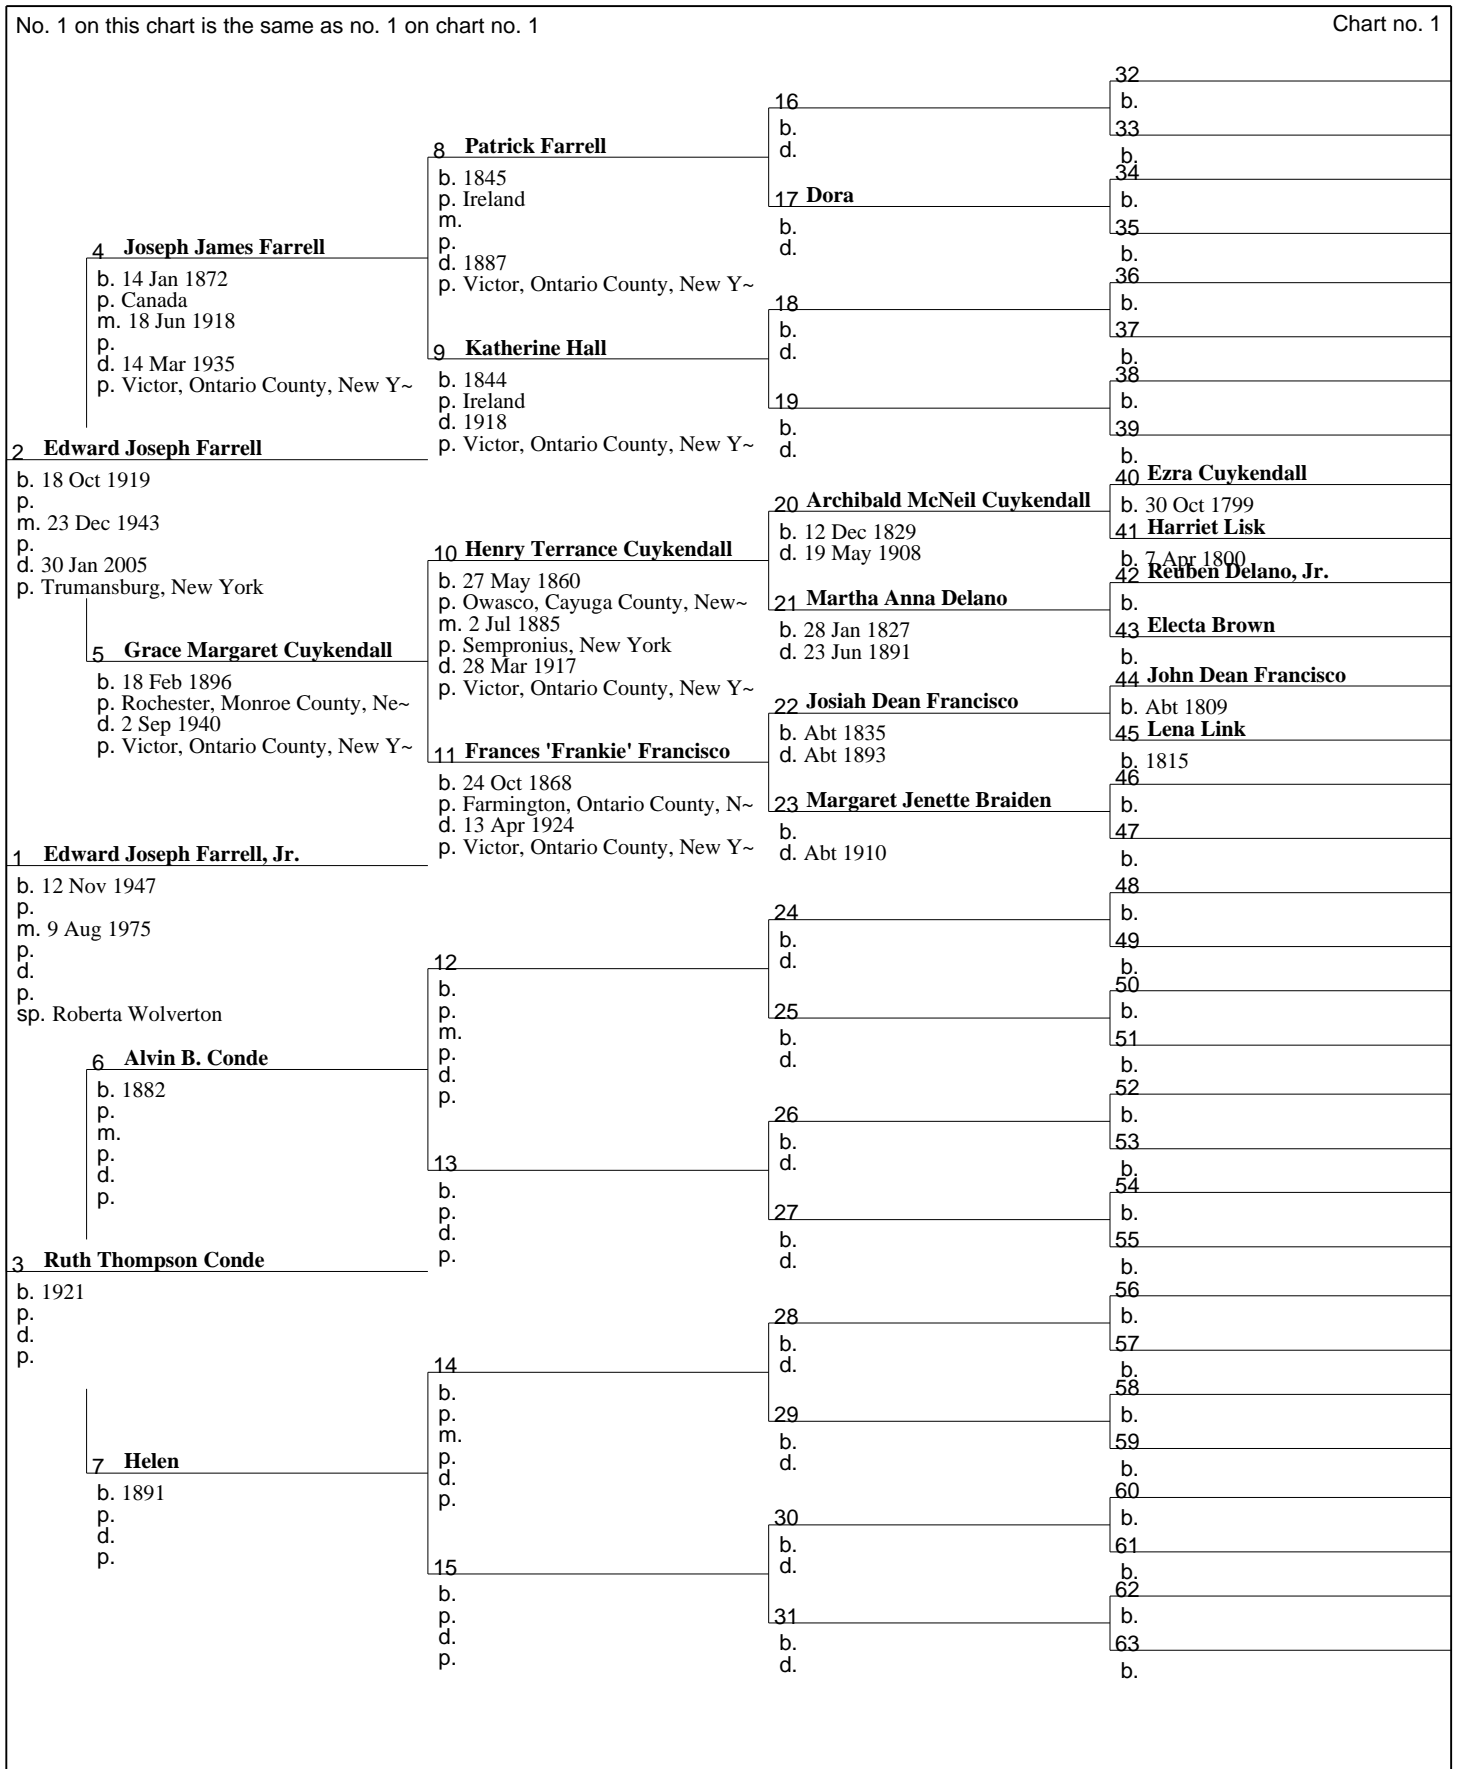 No. 1 on this chart is the same as no. 1 on chart no. 1
Chart no. 1
1 Edward Joseph Farrell, Jr.
b. 12 Nov 1947
p.
m. 9 Aug 1975
p.
d.
p.
sp. Roberta Wolverton
2 Edward Joseph Farrell
b. 18 Oct 1919
p.
m. 23 Dec 1943
p.
d. 30 Jan 2005
p. Trumansburg, New York
3 Ruth Thompson Conde
b. 1921
p.
d.
p.
4 Joseph James Farrell
b. 14 Jan 1872
p. Canada
m. 18 Jun 1918
p.
d. 14 Mar 1935
p. Victor, Ontario County, New Y~
5 Grace Margaret Cuykendall
b. 18 Feb 1896
p. Rochester, Monroe County, Ne~
d. 2 Sep 1940
p. Victor, Ontario County, New Y~
6 Alvin B. Conde
b. 1882
p.
m.
p.
d.
p.
7 Helen
b. 1891
p.
d.
p.
8 Patrick Farrell
b. 1845
p. Ireland
m.
p.
d. 1887
p. Victor, Ontario County, New Y~
9 Katherine Hall
b. 1844
p. Ireland
d. 1918
p. Victor, Ontario County, New Y~
10 Henry Terrance Cuykendall
b. 27 May 1860
p. Owasco, Cayuga County, New~
m. 2 Jul 1885
p. Sempronius, New York
d. 28 Mar 1917
p. Victor, Ontario County, New Y~
11 Frances 'Frankie' Francisco
b. 24 Oct 1868
p. Farmington, Ontario County, N~
d. 13 Apr 1924
p. Victor, Ontario County, New Y~
12
b.
p.
m.
p.
d.
p.
13
b.
p.
d.
p.
14
b.
p.
m.
p.
d.
p.
15
b.
p.
d.
p.
16
b.
d.
17 Dora
b.
d.
18
b.
d.
19
b.
d.
20 Archibald McNeil Cuykendall
b. 12 Dec 1829
d. 19 May 1908
21 Martha Anna Delano
b. 28 Jan 1827
d. 23 Jun 1891
22 Josiah Dean Francisco
b. Abt 1835
d. Abt 1893
23 Margaret Jenette Braiden
b.
d. Abt 1910
24
b.
d.
25
b.
d.
26
b.
d.
27
b.
d.
28
b.
d.
29
b.
d.
30
b.
d.
31
b.
d.
32
b.
33
b.
34
b.
35
b.
36
b.
37
b.
38
b.
39
b.
40 Ezra Cuykendall
b. 30 Oct 1799
41 Harriet Lisk
b. 7 Apr 1800
42 Reuben Delano, Jr.
b.
43 Electa Brown
b.
44 John Dean Francisco
b. Abt 1809
45 Lena Link
b. 1815
46
b.
47
b.
48
b.
49
b.
50
b.
51
b.
52
b.
53
b.
54
b.
55
b.
56
b.
57
b.
58
b.
59
b.
60
b.
61
b.
62
b.
63
b.